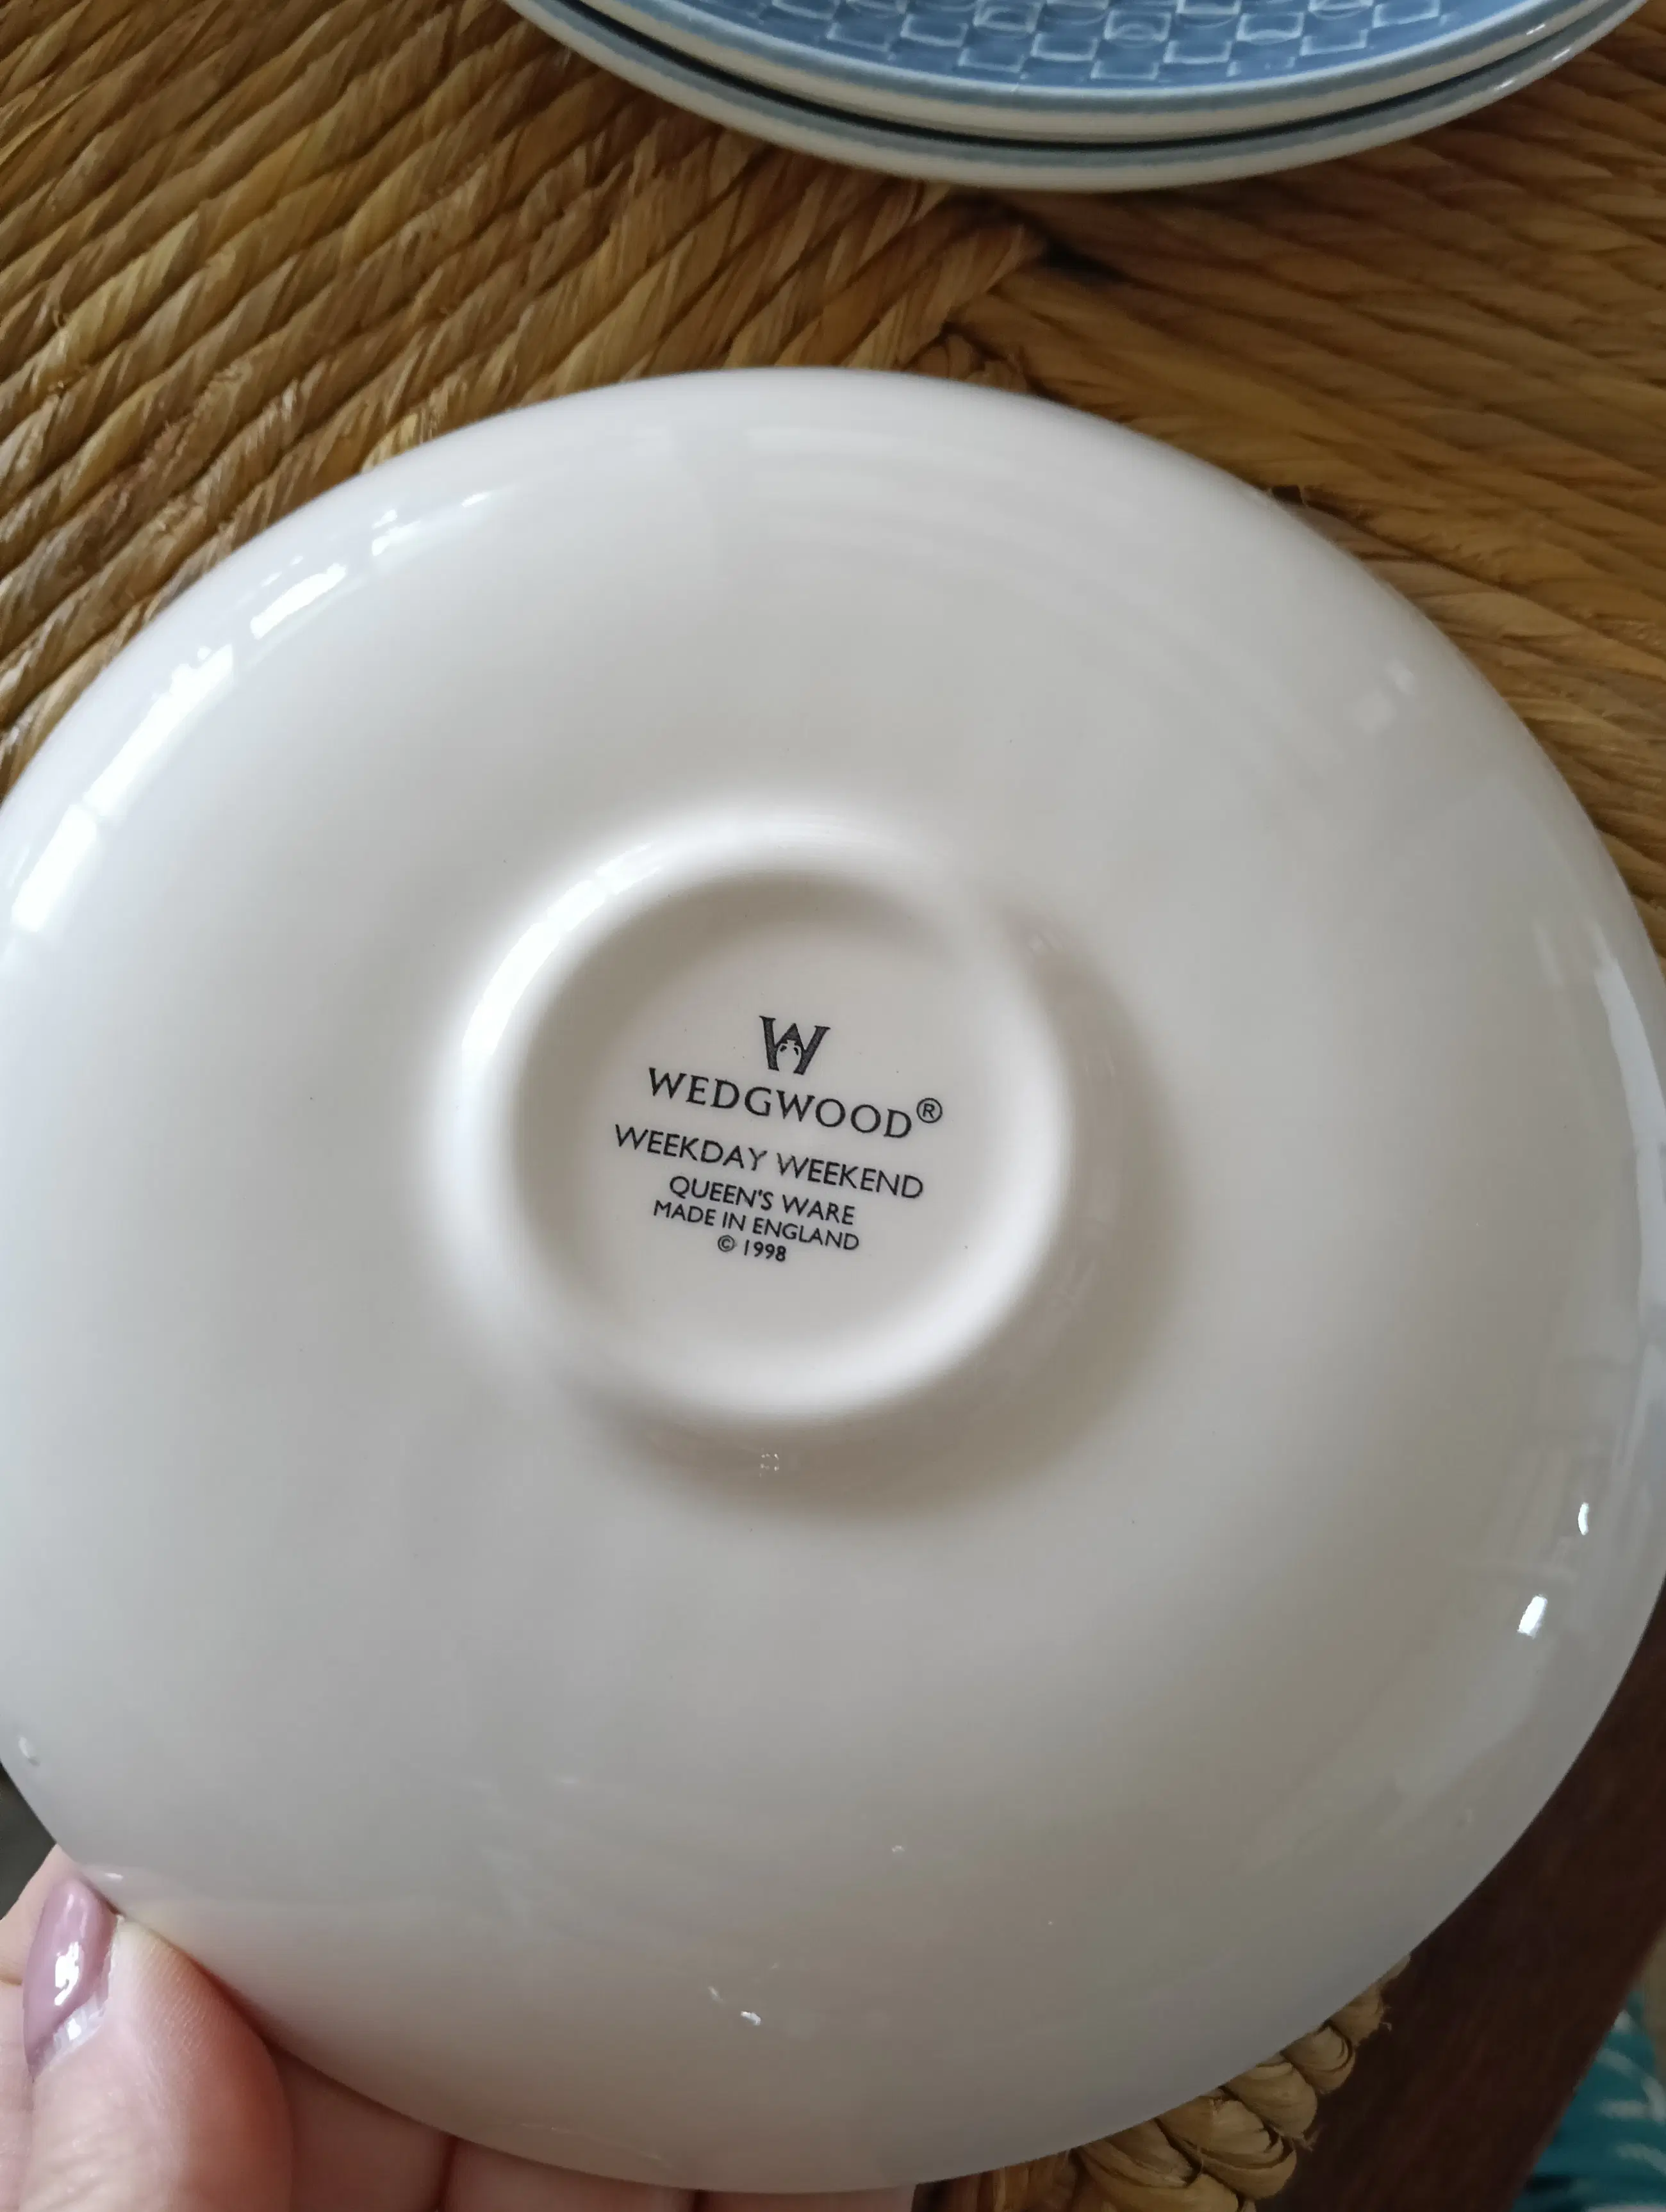 W
WEDGWOOD®
WEEKDAY WEEKEND
QUEEN'S WARE
MADE IN ENGLAND
© 1998